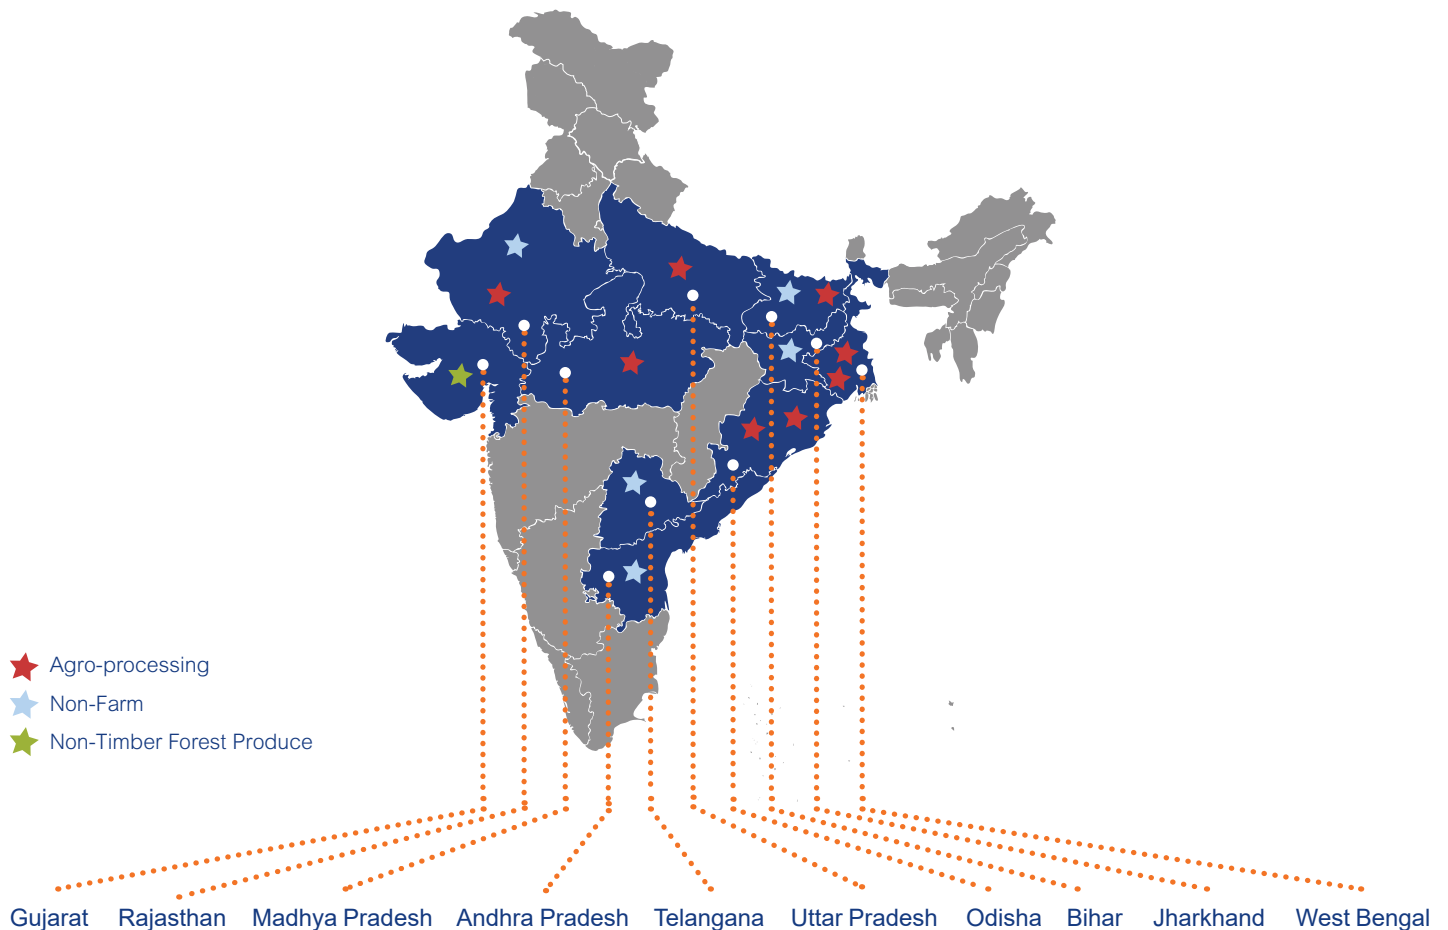 Agro-processing
Non-Farm
Non-Timber Forest Produce
Gujarat Rajasthan Madhya Pradesh Andhra Pradesh Telangana Uttar Pradesh Odisha Bihar Jharkhand West Bengal